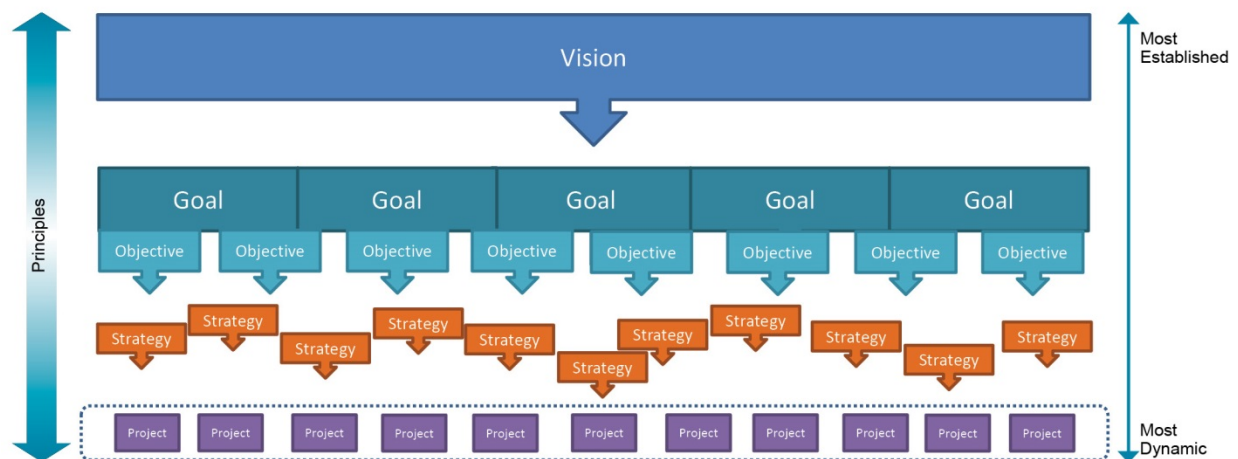 Principles
Vision
Most
Established
Goal
Goal
Goal
Goal
Goal
Objective
Objective
Objective
Objective
Objective
Objective
Objective
Objective
Strategy
Strategy
Strategy
Strategy
Strategy
Strategy
Strategy
Strategy
Strategy
Strategy
Strategy
Project
Project
Project
Project
Project
Project
Project
Project
Project
Project
Project
Most
Dynamic